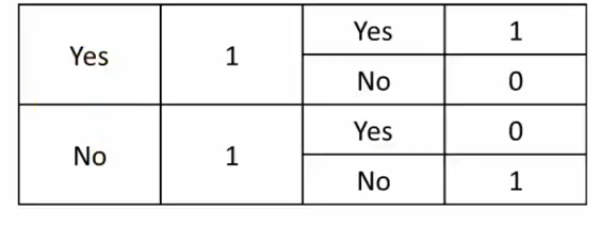 Yes 1 Yes 1
No 0
No 1 Yes 0
No 1